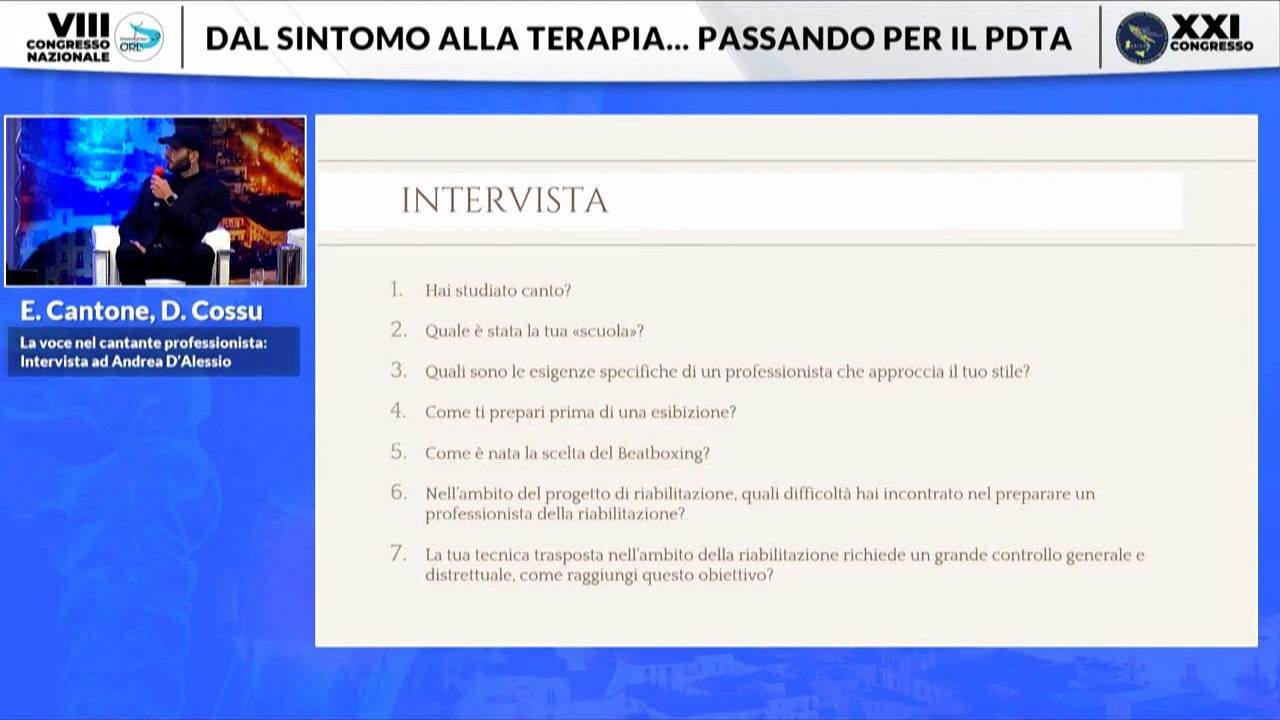 VIII
CONGRESSO
NAZIONALE
ORL
DAL SINTOMO ALLA TERAPIA... PASSANDO PER IL PDTA
XXI
CONGRESSO
E. Cantone, D. Cossu
La voce nel cantante professionista:
Intervista ad Andrea D'Alessio
INTERVISTA
1. Hai studiato canto?
2. Quale è stata la tua «scuola»?
3. Quali sono le esigenze specifiche di un professionista che approccia il tuo stile?
4. Come ti prepari prima di una esibizione?
5. Come è nata la scelta del Beatboxing?
6. Nell'ambito del progetto di riabilitazione, quali difficoltà hai incontrato nel preparare un
professionista della riabilitazione?
7. La tua tecnica trasposta nell'ambito della riabilitazione richiede un grande controllo generale e
distrettuale, come raggiungi questo obiettivo?